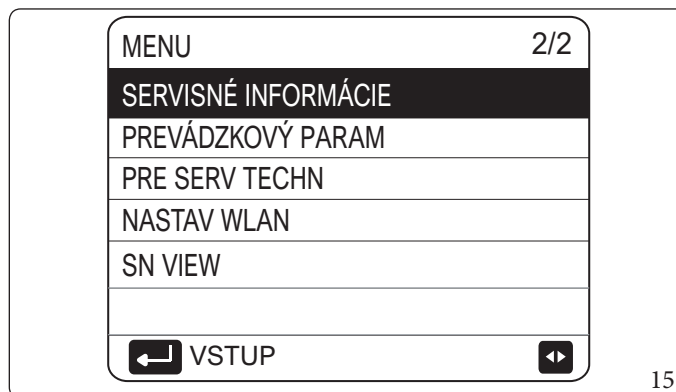 MENU 2/2
SERVISNÉ INFORMÁCIE
PREVÁDZKOVÝ PARAM
PRE SERV TECHN
NASTAV WLAN
SN VIEW
VSTUP
15